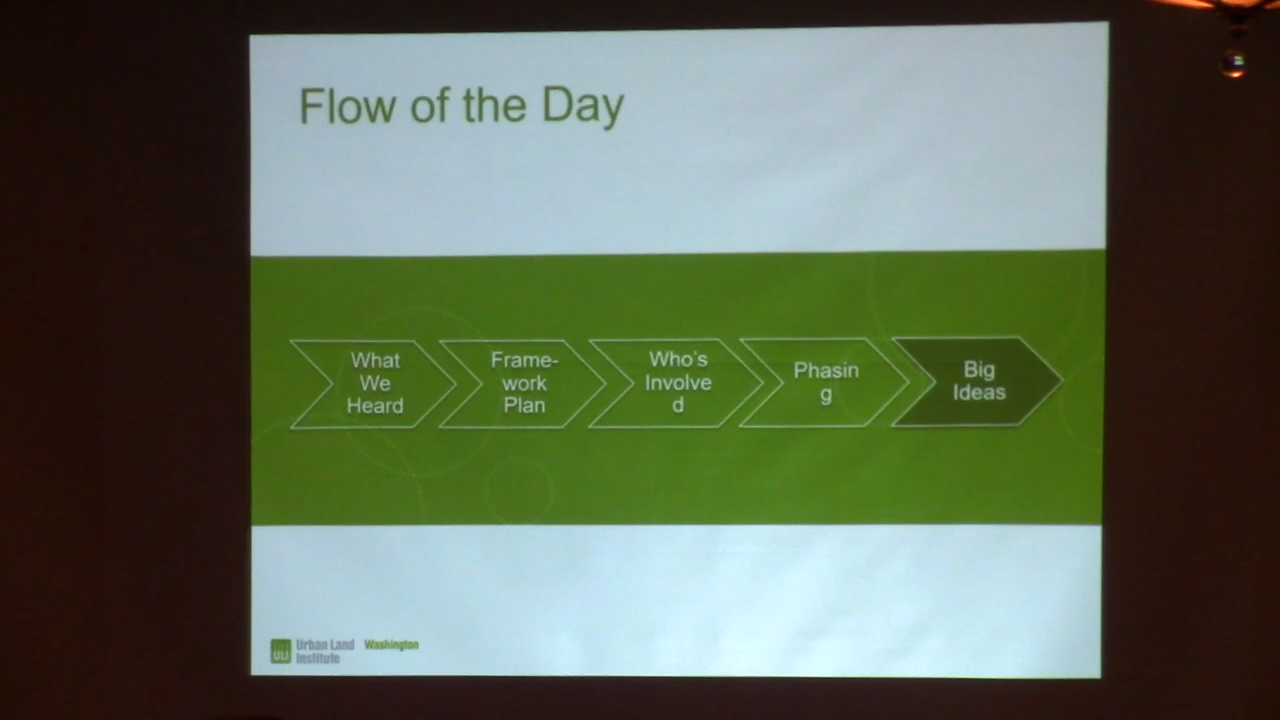 Flow of the Day
What
We
Heard
Frame-
work
Plan
Who's
Involve
d
Phasin
g
Big
Ideas
ULI
Urban Land
Institute
Washington